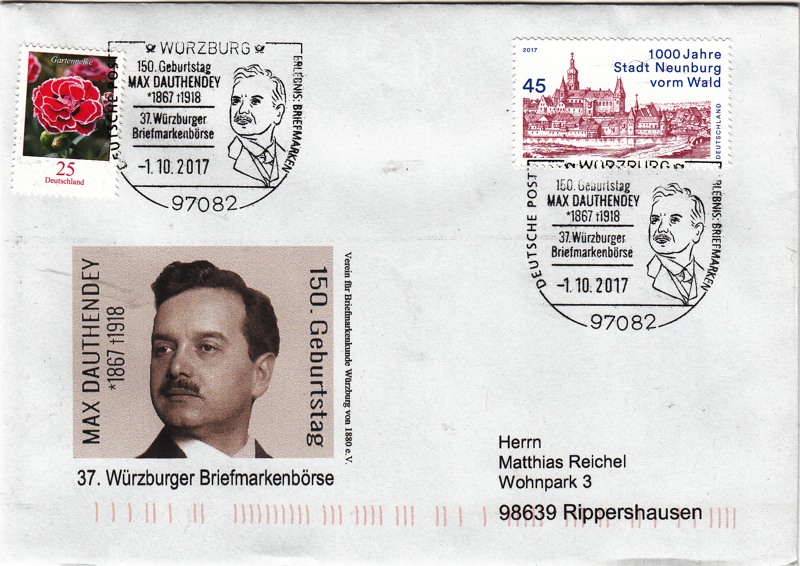 Gartennelke
25
Deutschland
WÜRZBURG
150. Geburtstag
MAX DAUTHENDEY
*1867 †1918
37. Würzburger
Briefmarkenbörse
-1.10.2017
97082
DEUTSCHE POST
ERLEBNIS: BRIEFMARKEN
2017
1000 Jahre
Stadt Neunburg
vorm Wald
45
DEUTSCHLAND
WÜRZBURG
150. Geburtstag
MAX DAUTHENDEY
*1867 †1918
37. Würzburger
Briefmarkenbörse
-1.10.2017
97082
DEUTSCHE POST
ERLEBNIS: BRIEFMARKEN
MAX DAUTHENDEY
*1867 †1918
150. Geburtstag
Verein für Briefmarkenkunde Würzburg von 1880 e.V.
37. Würzburger Briefmarkenbörse
Herrn
Matthias Reichel
Wohnpark 3
98639 Rippershausen